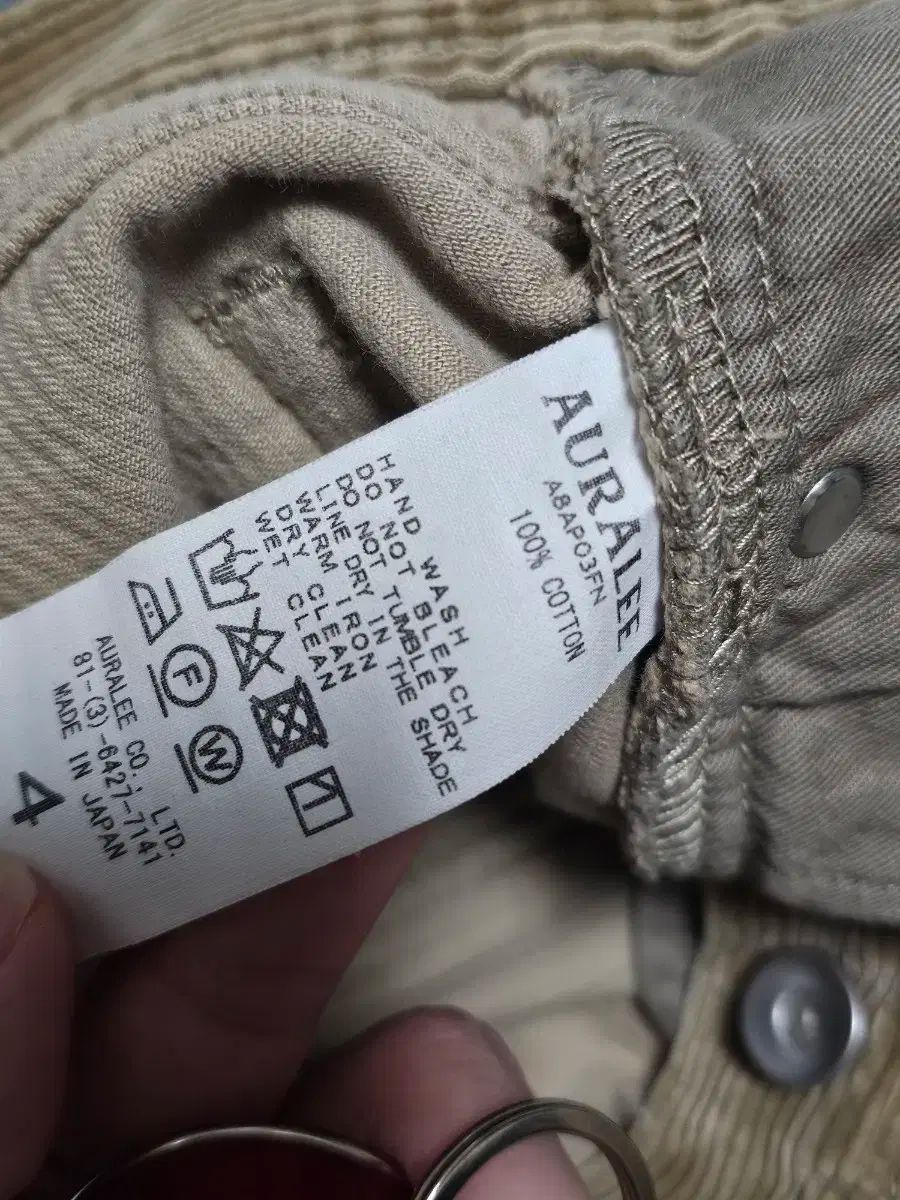 AURALEE
A8AP03FN
100% COTTON
HAND WASH
DO NOT BLEACH
DO NOT TUMBLE DRY
LINE DRY IN THE SHADE
WARM IRON
DRY CLEAN
WET CLEAN
F
W
AURALEE CO., LTD.
81-(3)-6427-7141
MADE IN JAPAN
4